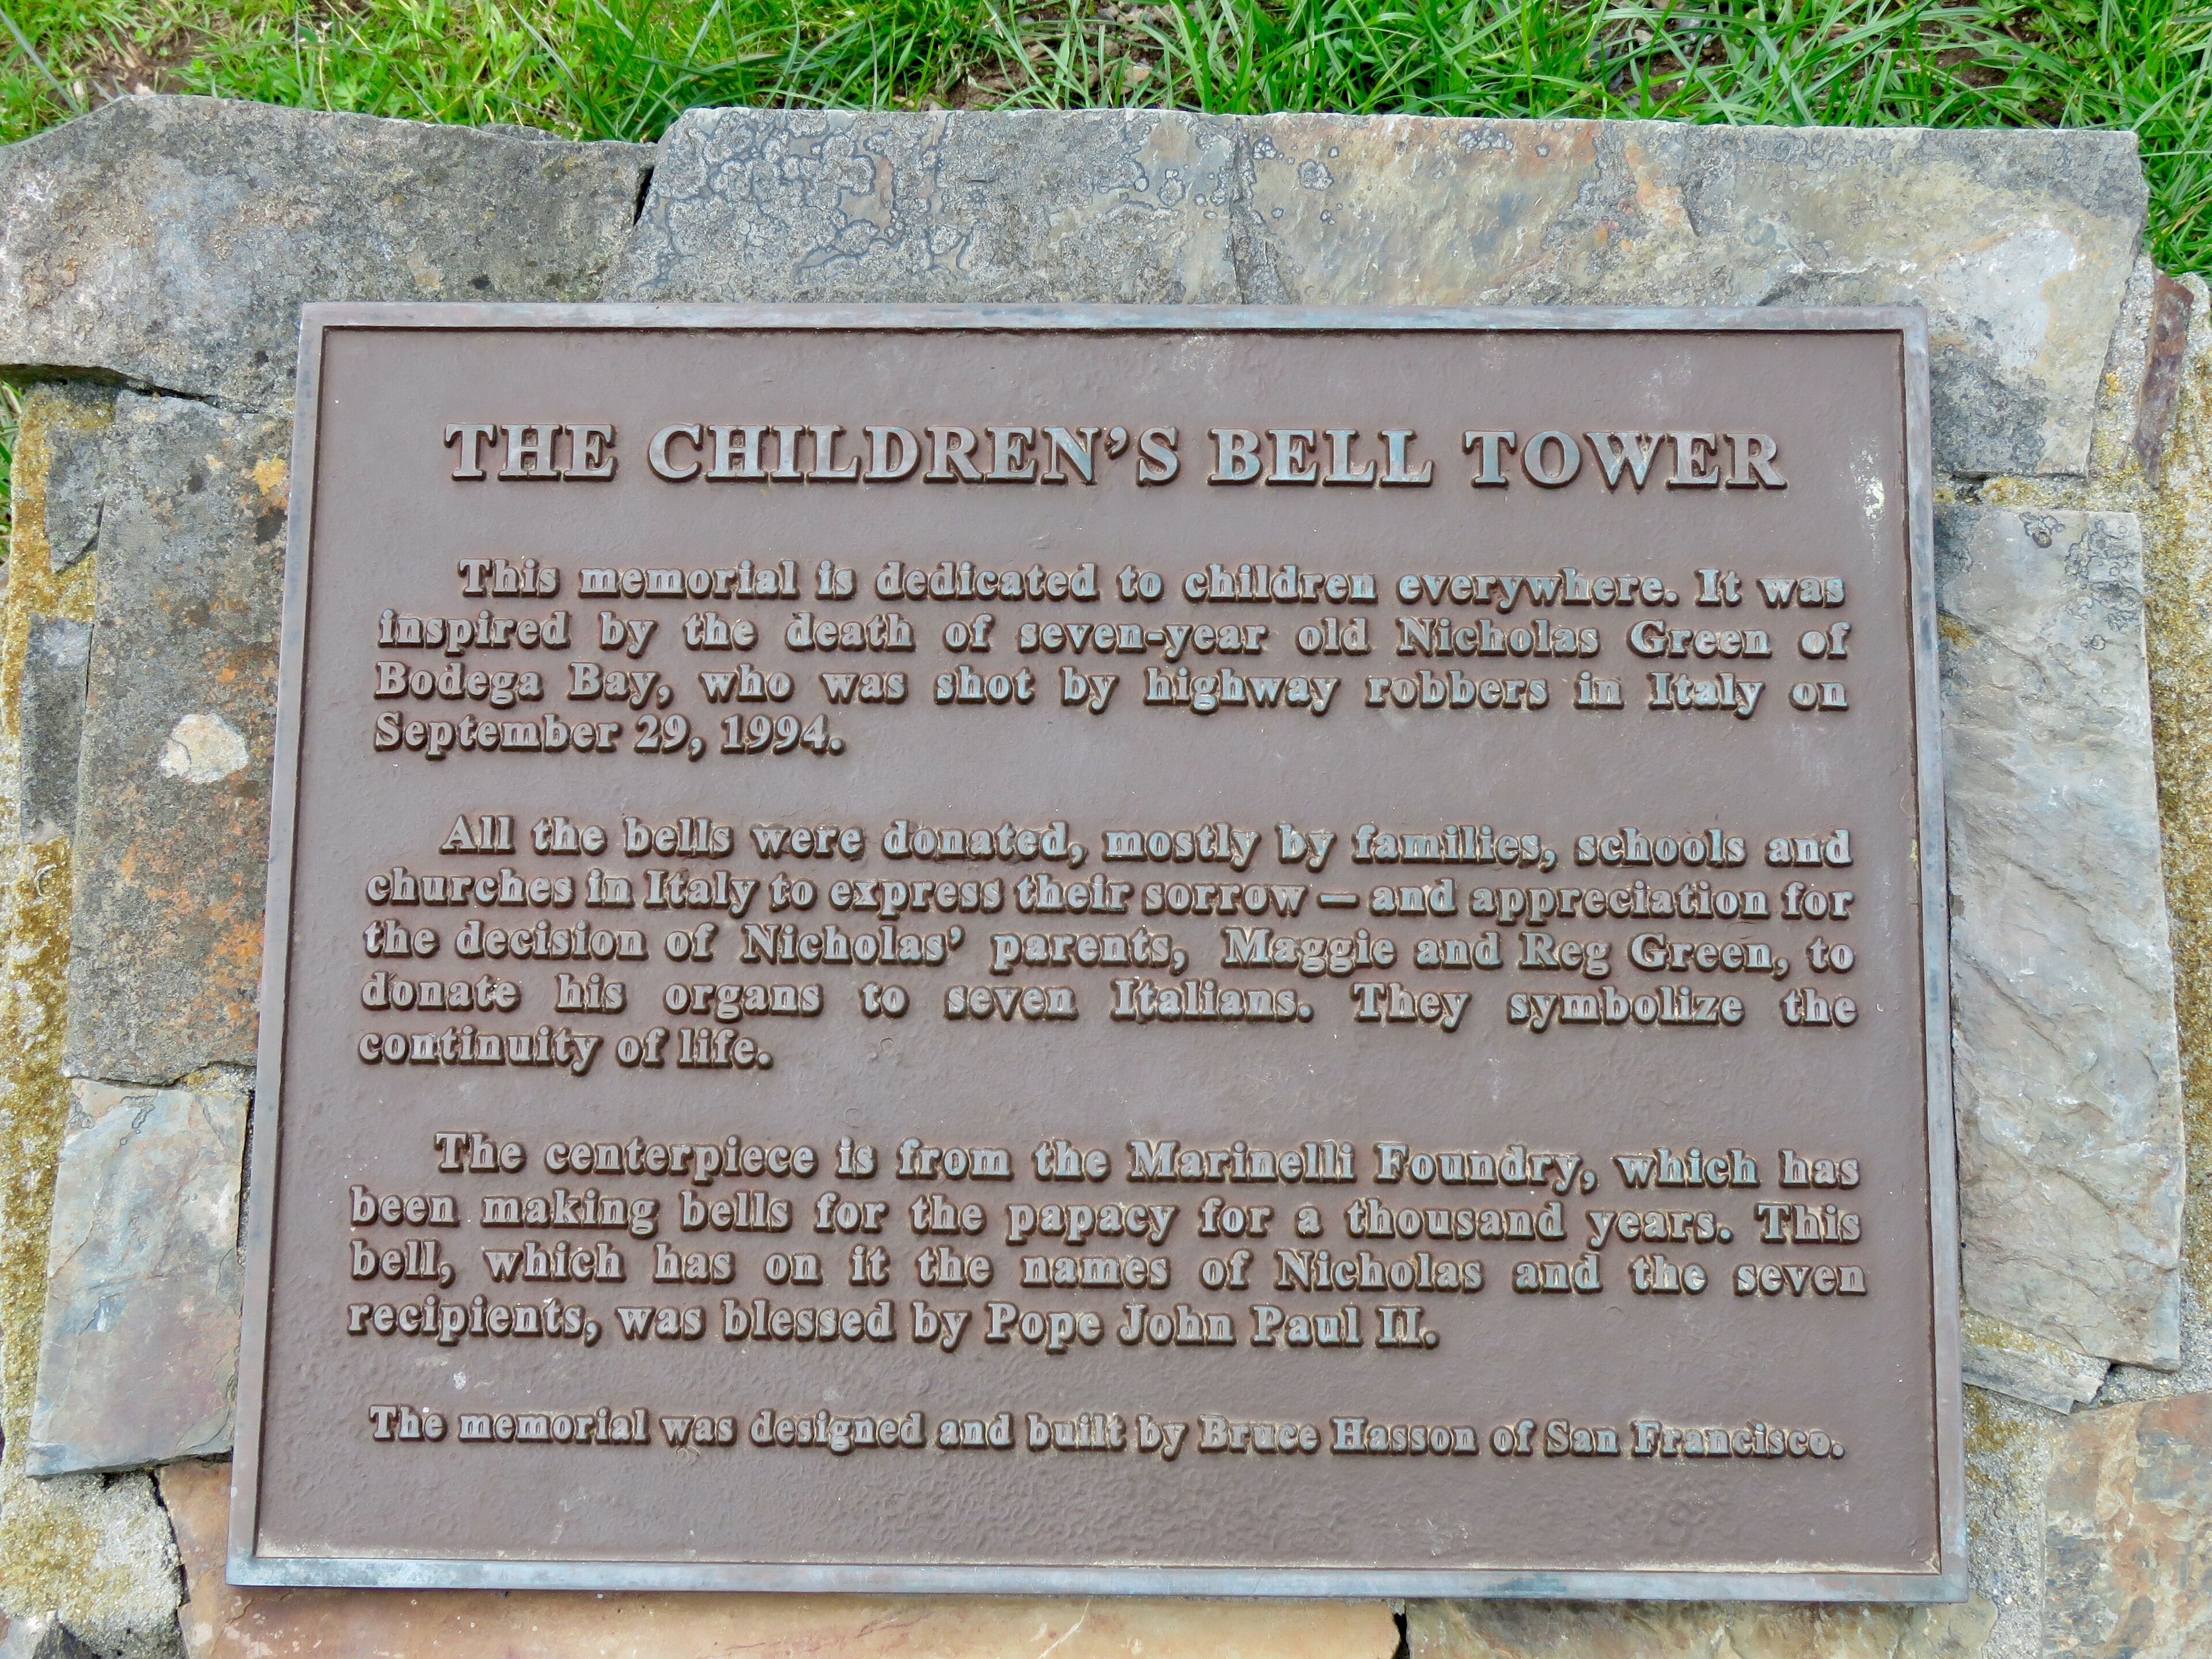 THE CHILDREN'S BELL TOWER
This memorial is dedicated to children everywhere. It was
inspired by the death of seven-year old Nicholas Green of
Bodega Bay, who was shot by highway robbers in Italy on
September 29, 1994.
All the bells were donated, mostly by families, schools and
churches in Italy to express their sorrow — and appreciation for
the decision of Nicholas' parents, Maggie and Reg Green, to
donate his organs to seven Italians. They symbolize the
continuity of life.
The centerpiece is from the Marinelli Foundry, which has
been making bells for the papacy for a thousand years. This
bell, which has on it the names of Nicholas and the seven
recipients, was blessed by Pope John Paul II.
The memorial was designed and built by Bruce Hasson of San Francisco.